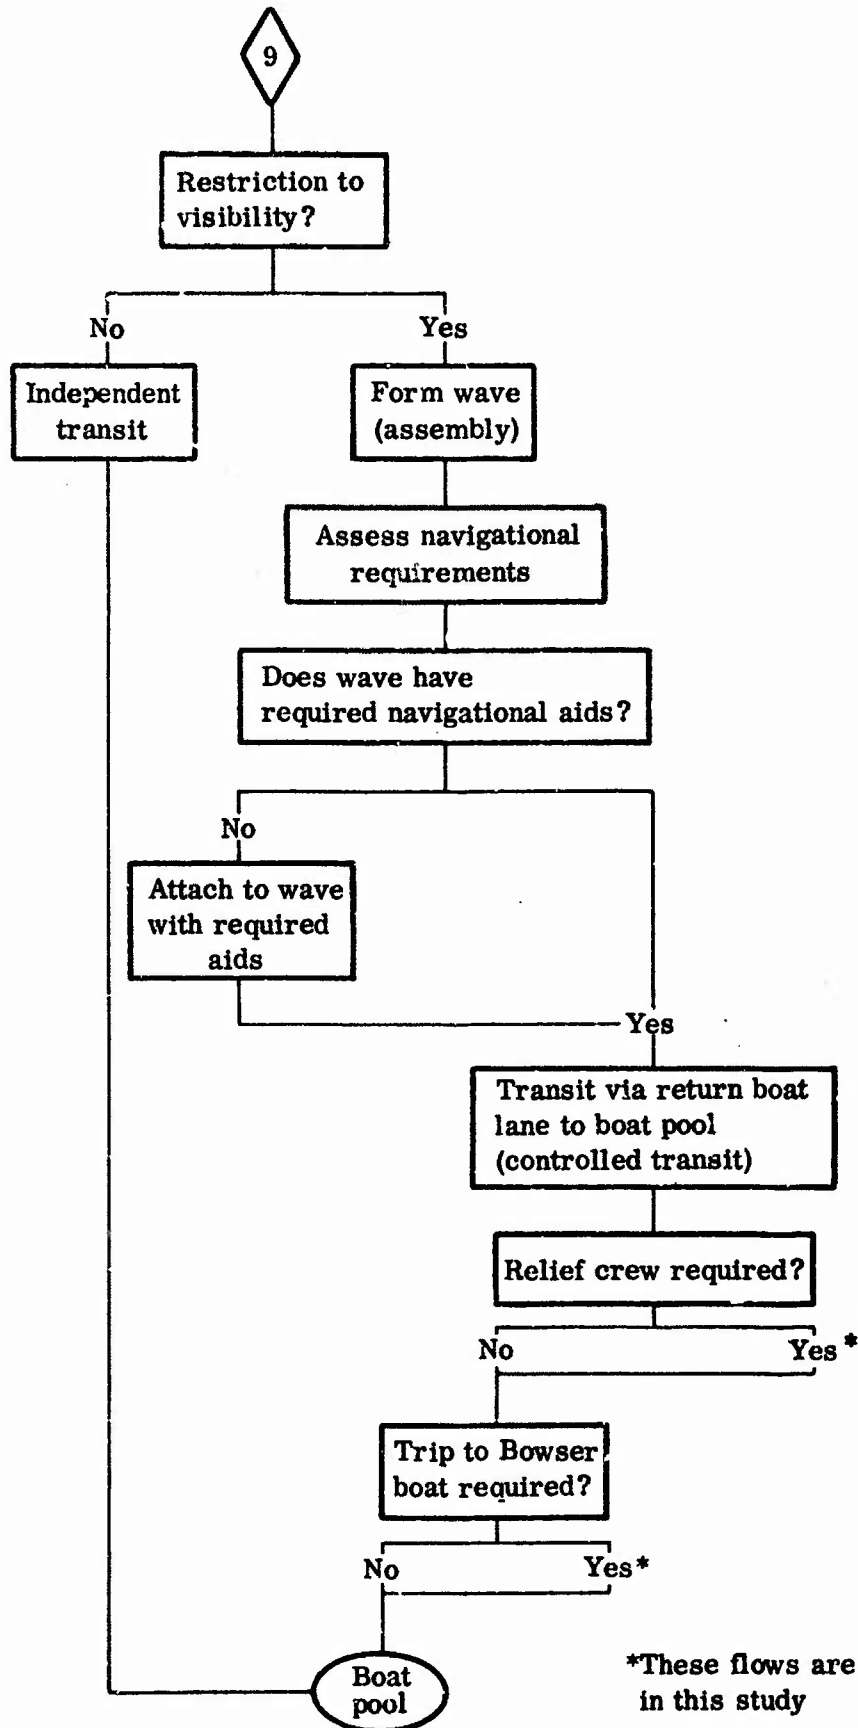 9
Restriction to
visibility?
No
Yes
Independent
transit
Form wave
(assembly)
Assess navigational
requirements
Does wave have
required navigational aids?
No
Attach to wave
with required
aids
Yes
Transit via return boat
lane to boat pool
(controlled transit)
Relief crew required?
No
Yes*
Trip to Bowser
boat required?
No
Yes*
Boat
pool
*These flows are
in this study